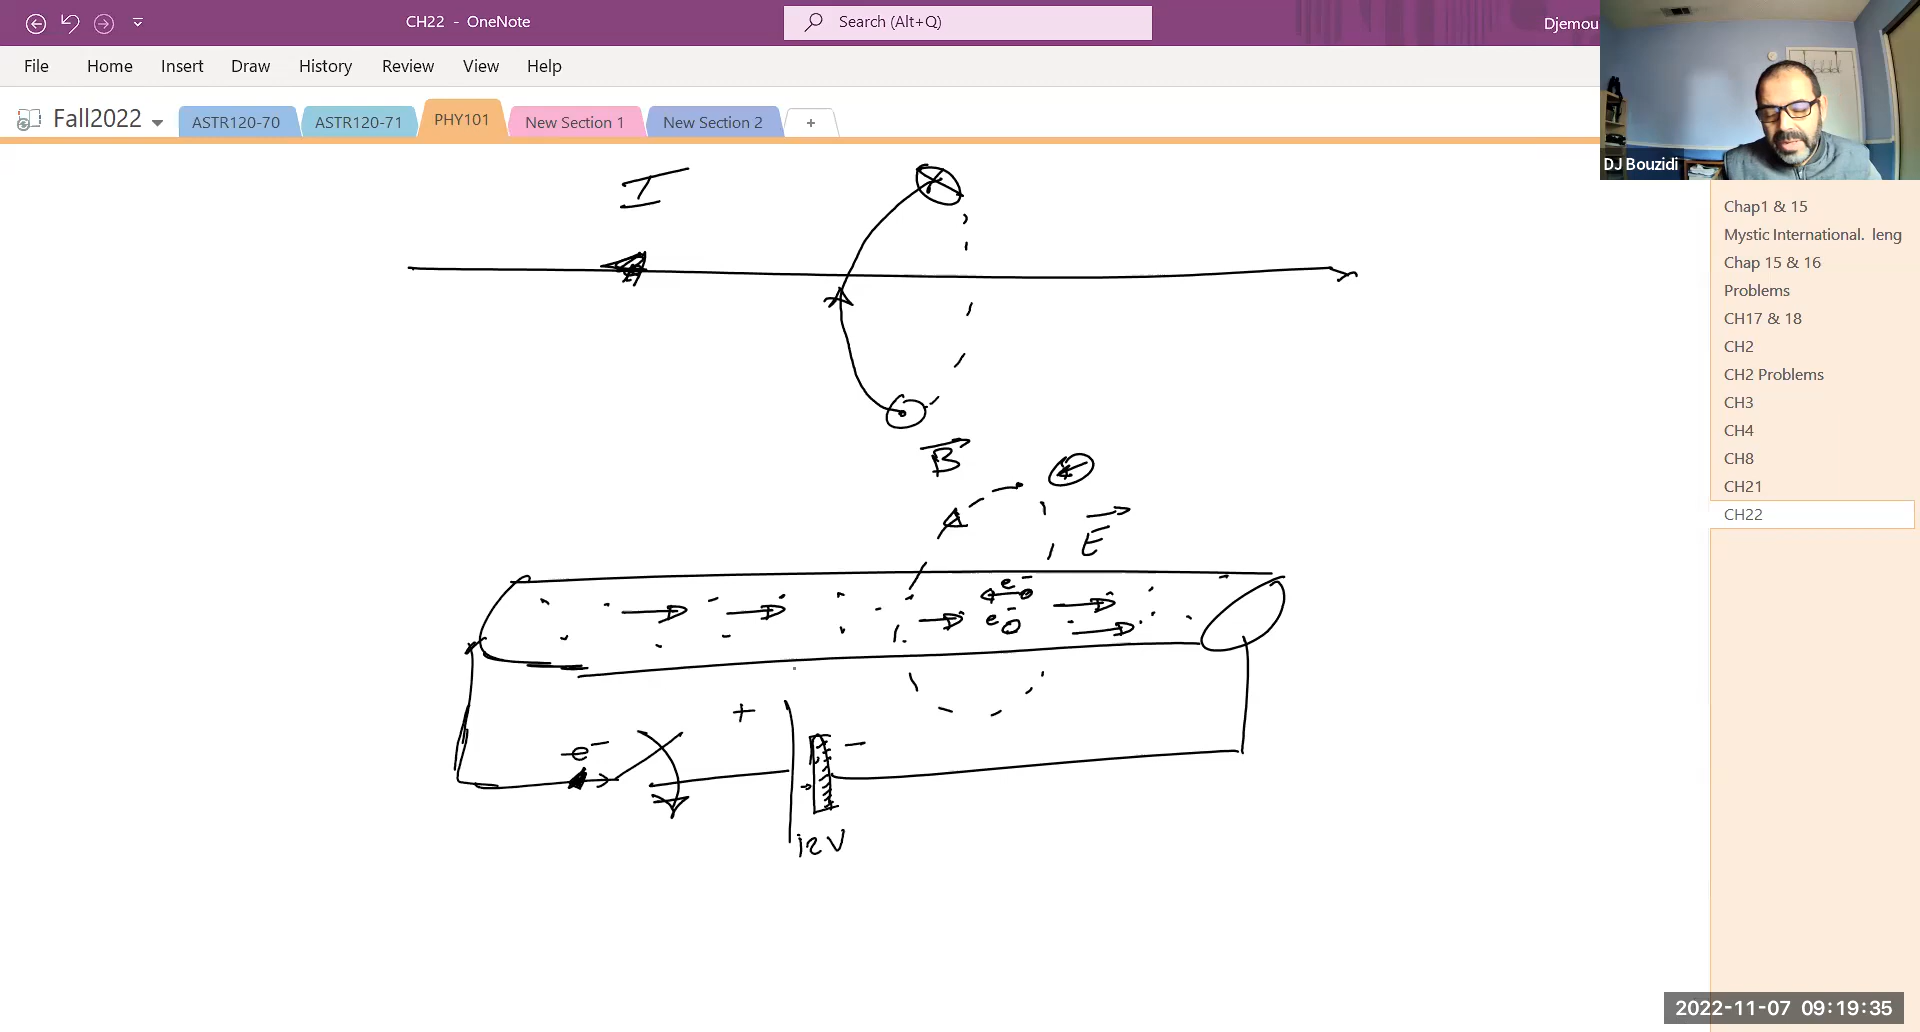 CH22 - OneNote
Search (Alt+Q)
Djemou
File Home Insert Draw History Review View Help
Fall2022
ASTR120-70
ASTR120-71
PHY101
New Section 1
New Section 2
+
DJ Bouzidi
Chap1 & 15
Mystic International. leng
Chap 15 & 16
Problems
CH17 & 18
CH2
CH2 Problems
CH3
CH4
CH8
CH21
CH22
I
B
E
e-
e-
+
-
e-
12V
2022-11-07 09:19:35